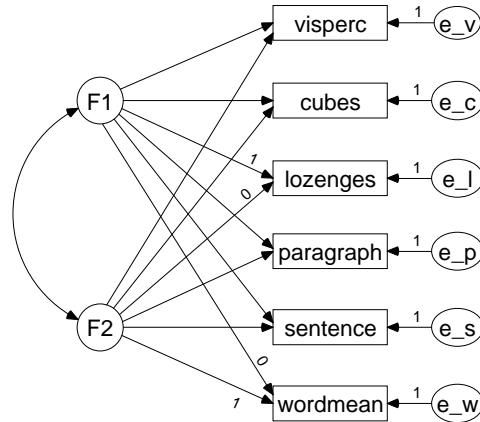 visperc 1 e_v
F1 cubes 1 e_c
1 lozenges 1 e_l
0
paragraph 1 e_p
F2 sentence 1 e_s
0
1 wordmean 1 e_w